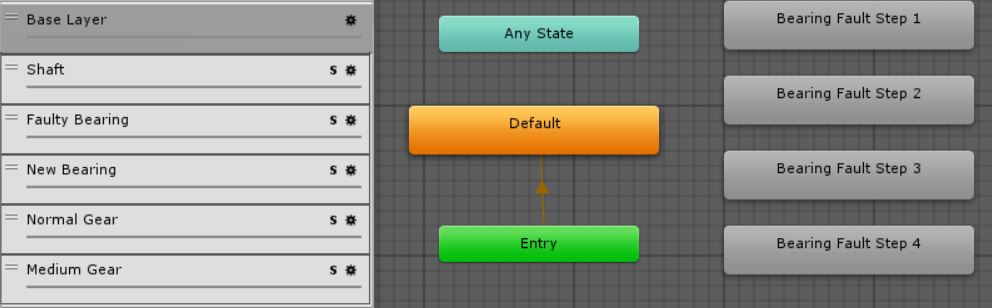 Base Layer
Shaft S
Faulty Bearing S
New Bearing S
Normal Gear S
Medium Gear S
Any State
Default
Entry
Bearing Fault Step 1
Bearing Fault Step 2
Bearing Fault Step 3
Bearing Fault Step 4